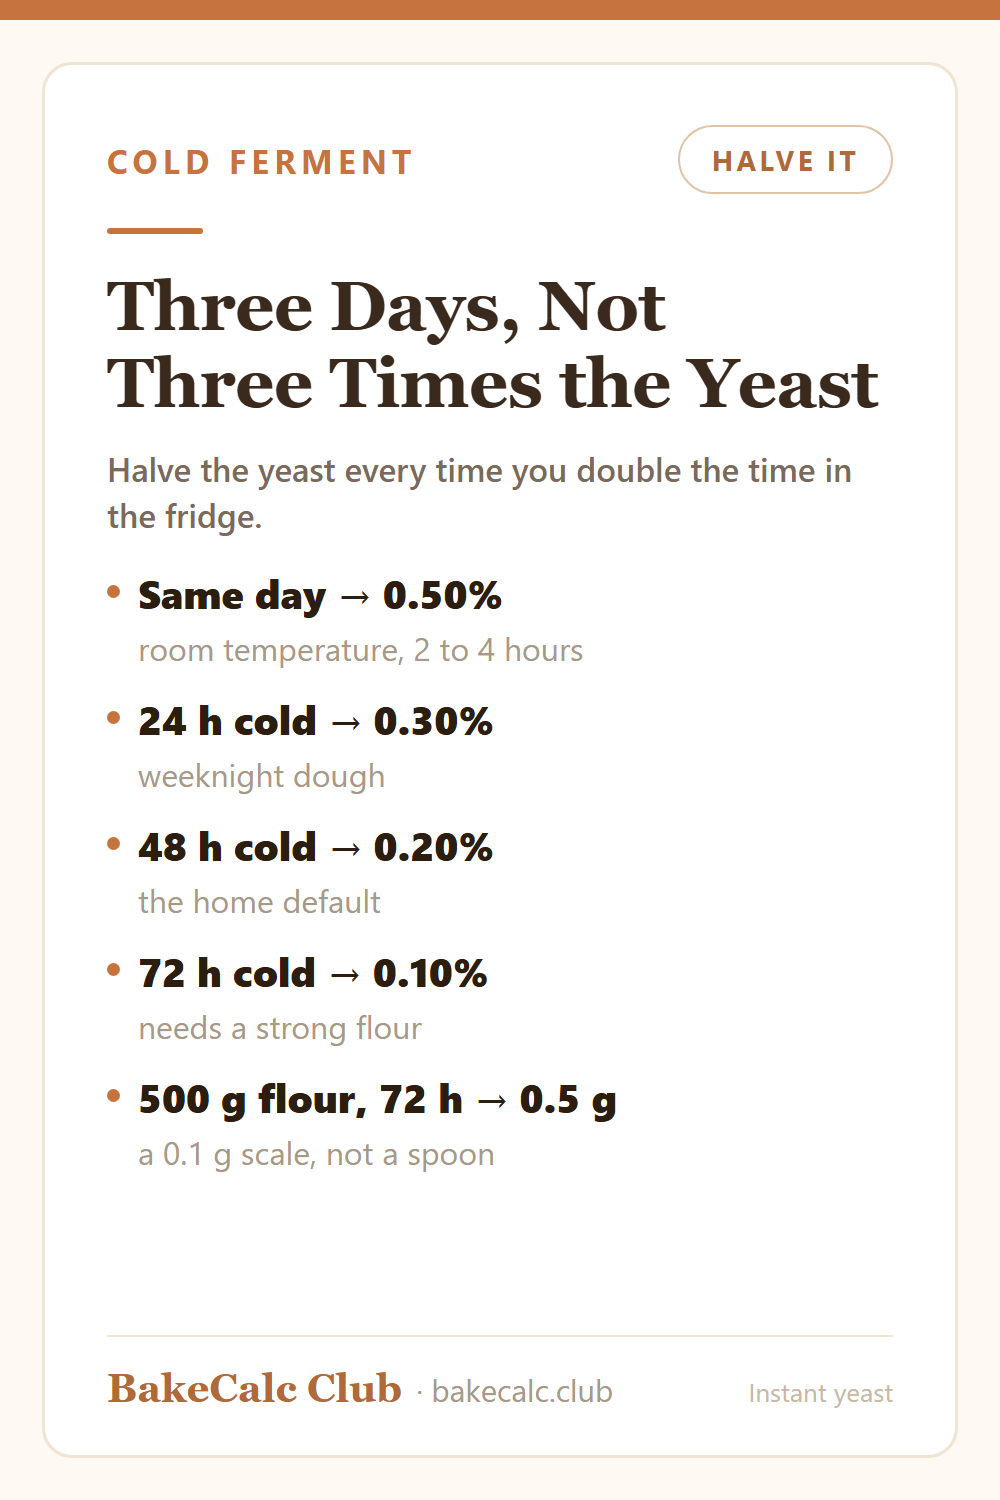 COLD FERMENT
HALVE IT
Three Days, Not
Three Times the Yeast
Halve the yeast every time you double the time in
the fridge.
• Same day → 0.50%
room temperature, 2 to 4 hours
• 24 h cold → 0.30%
weeknight dough
• 48 h cold → 0.20%
the home default
• 72 h cold → 0.10%
needs a strong flour
• 500 g flour, 72 h → 0.5 g
a 0.1 g scale, not a spoon
BakeCalc Club · bakecalc.club
Instant yeast